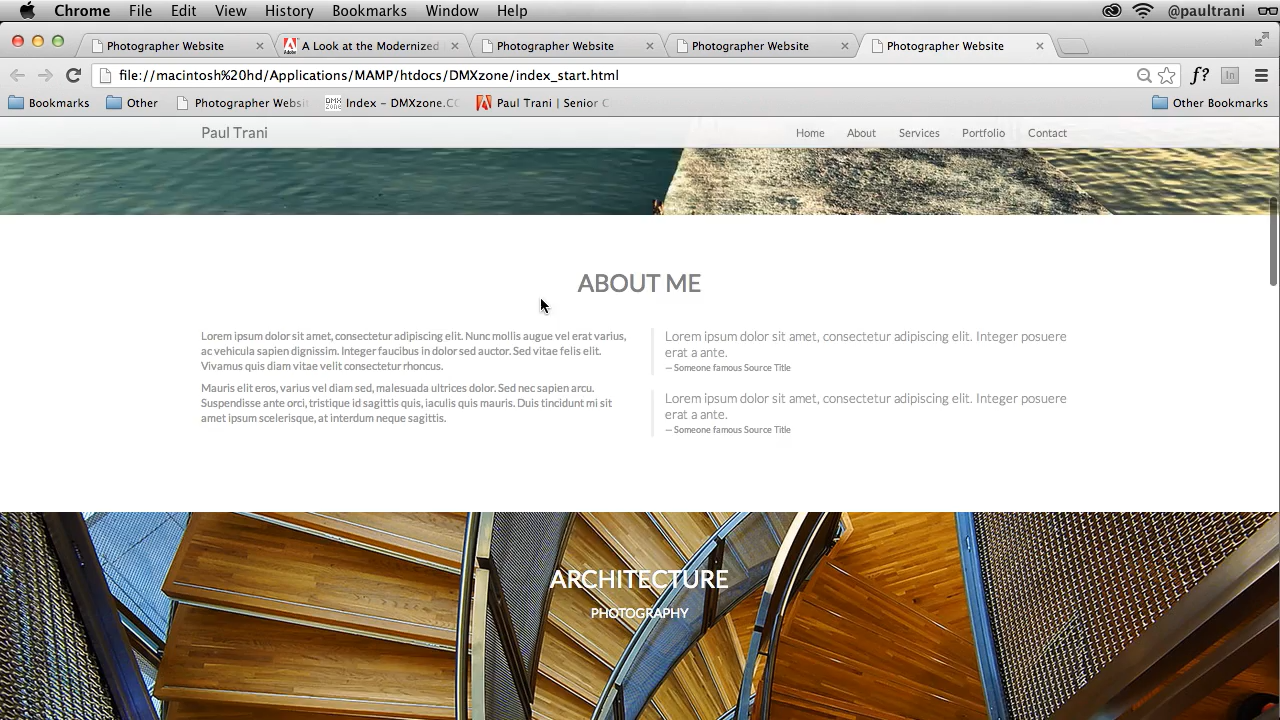 Chrome File Edit View History Bookmarks Window Help @paultrani
Photographer Website A Look at the Modernized Photographer Website Photographer Website Photographer Website
file://macintosh%20hd/Applications/MAMP/htdocs/DMXzone/index_start.html f? In
Bookmarks Other Photographer Websi DMX zone Index – DMXzone.CO Paul Trani | Senior C Other Bookmarks
Paul Trani Home About Services Portfolio Contact
ABOUT ME
Lorem ipsum dolor sit amet, consectetur adipiscing elit. Nunc mollis augue vel erat varius,
ac vehicula sapien dignissim. Integer faucibus in dolor sed auctor. Sed vitae felis elit.
Vivamus quis diam vitae velit consectetur rhoncus.
Mauris elit eros, varius vel diam sed, malesuada ultrices dolor. Sed nec sapien arcu.
Suspendisse ante orci, tristique id sagittis quis, iaculis quis mauris. Duis tincidunt mi sit
amet ipsum scelerisque, at interdum neque sagittis.
Lorem ipsum dolor sit amet, consectetur adipiscing elit. Integer posuere
erat a ante.
— Someone famous Source Title
Lorem ipsum dolor sit amet, consectetur adipiscing elit. Integer posuere
erat a ante.
— Someone famous Source Title
ARCHITECTURE
PHOTOGRAPHY